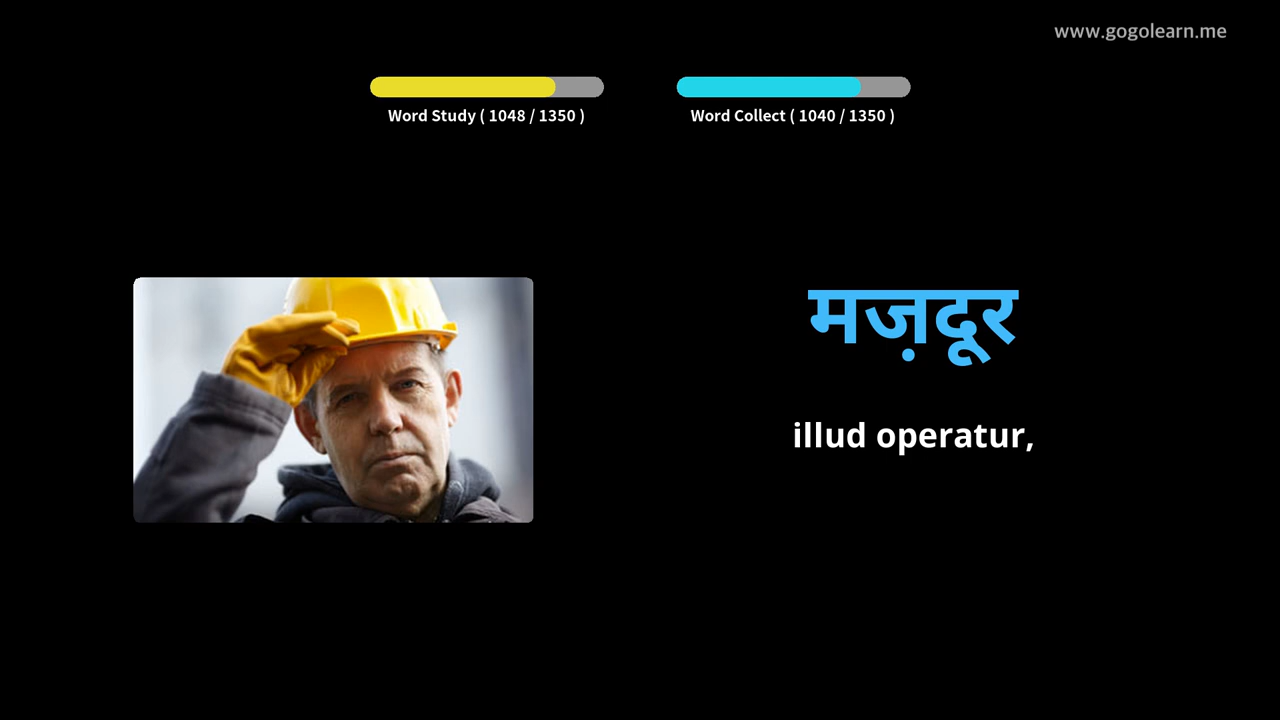 www.gogolearn.me
Word Study ( 1048 / 1350 )
Word Collect ( 1040 / 1350 )
मज़दूर
illud operatur,